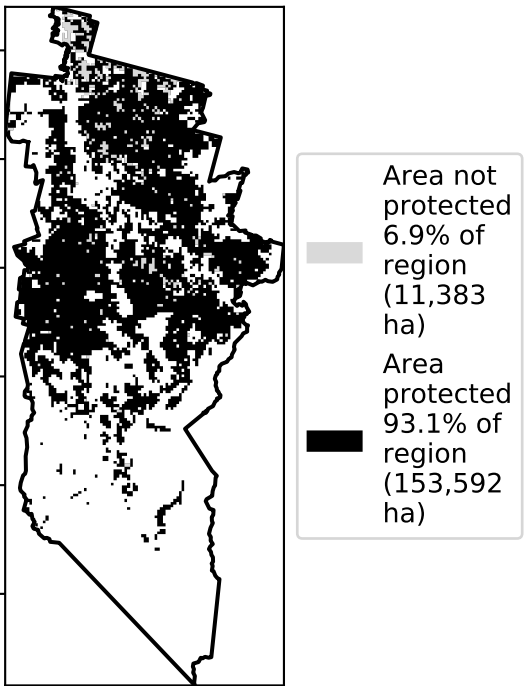 Area not
protected
6.9% of
region
(11,383
ha)
Area
protected
93.1% of
region
(153,592
ha)